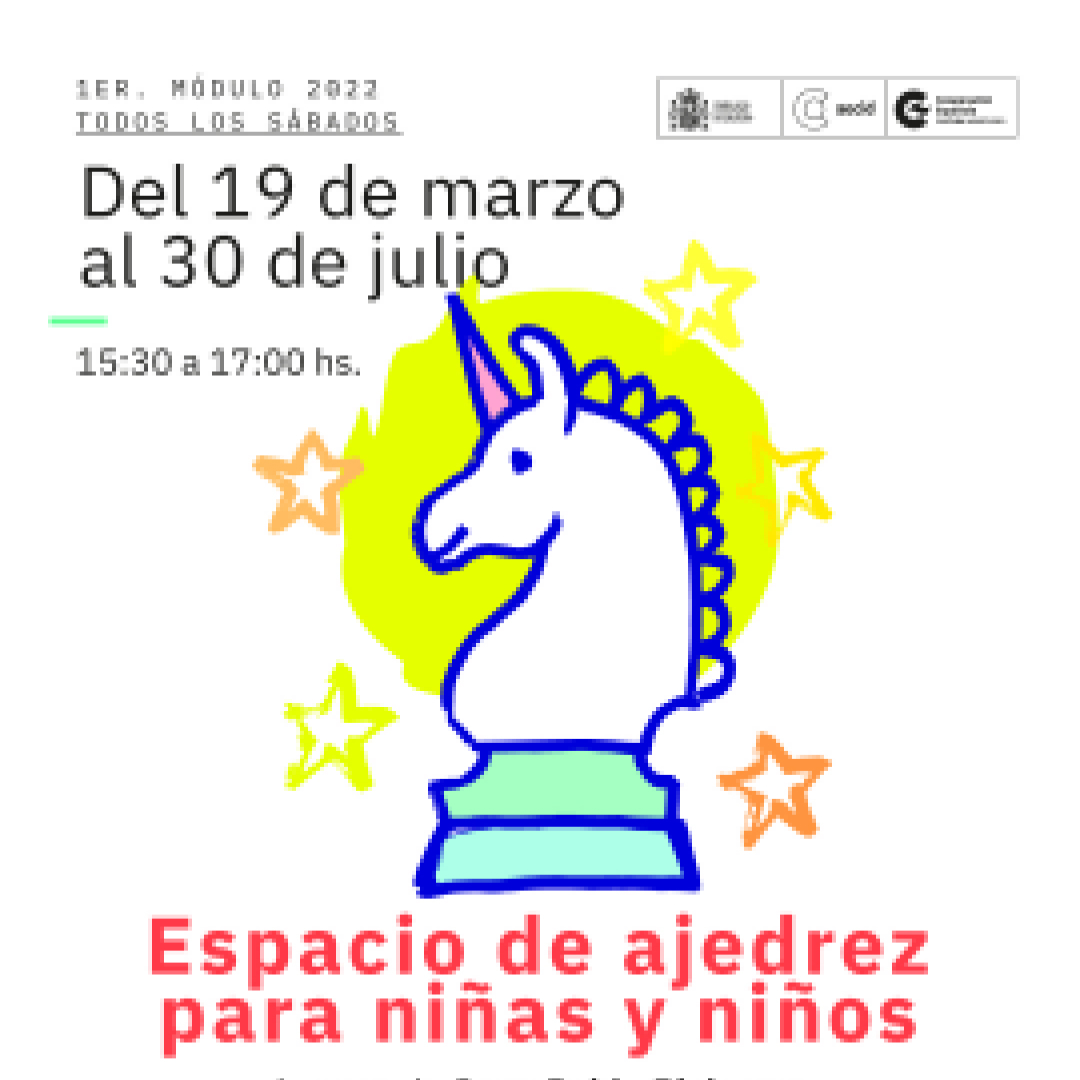 1ER. MÓDULO 2022
TODOS LOS SÁBADOS
Del 19 de marzo
al 30 de julio
15:30 a 17:00 hs.
aecid
Espacio de ajedrez
para niñas y niños